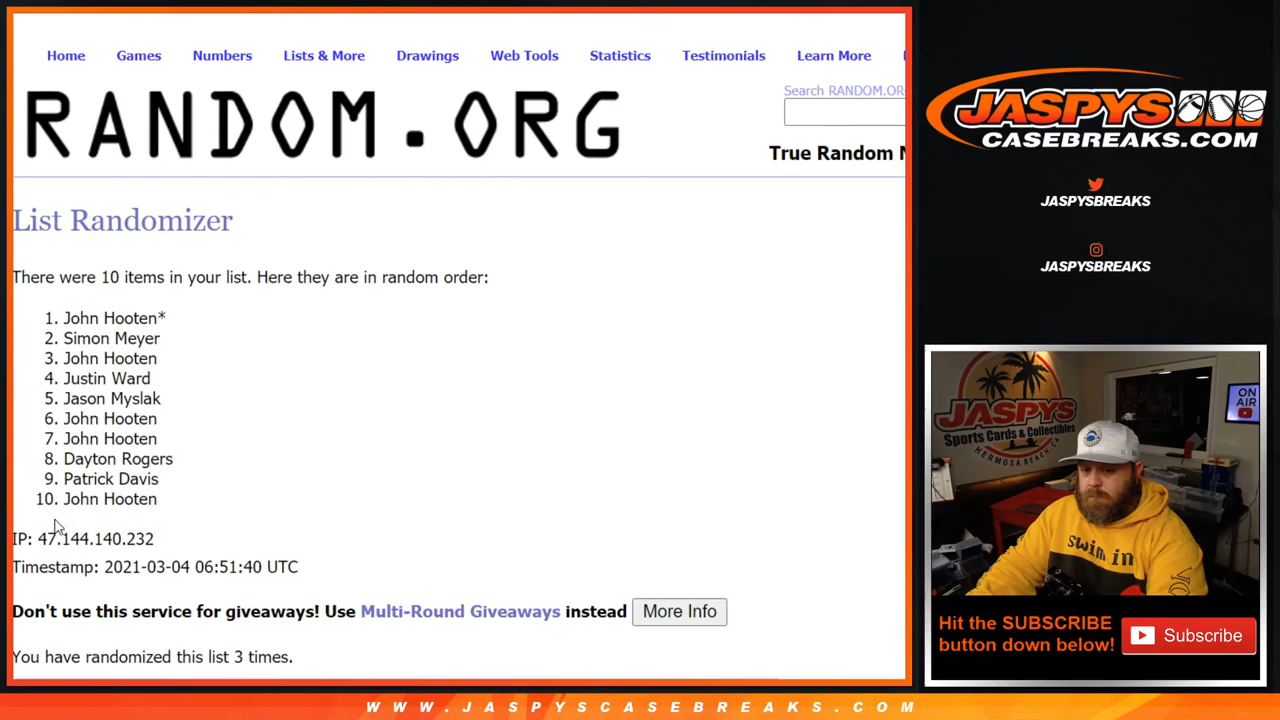 Home Games Numbers Lists & More Drawings Web Tools Statistics Testimonials Learn More
RANDOM.ORG
Search RANDOM.OR
True Random
List Randomizer
There were 10 items in your list. Here they are in random order:
1. John Hooten*
2. Simon Meyer
3. John Hooten
4. Justin Ward
5. Jason Myslak
6. John Hooten
7. John Hooten
8. Dayton Rogers
9. Patrick Davis
10. John Hooten
IP: 47.144.140.232
Timestamp: 2021-03-04 06:51:40 UTC
Don't use this service for giveaways! Use Multi-Round Giveaways instead More Info
You have randomized this list 3 times.
JASPYS
CASEBREAKS.COM
JASPYSBREAKS
JASPYSBREAKS
JASPYS
Sports Cards & Collectibles
HERMOSA BEACH, CA
ON
AIR
swim in
Hit the SUBSCRIBE
button down below!
Subscribe
WWW.JASPYSCASEBREAKS.COM